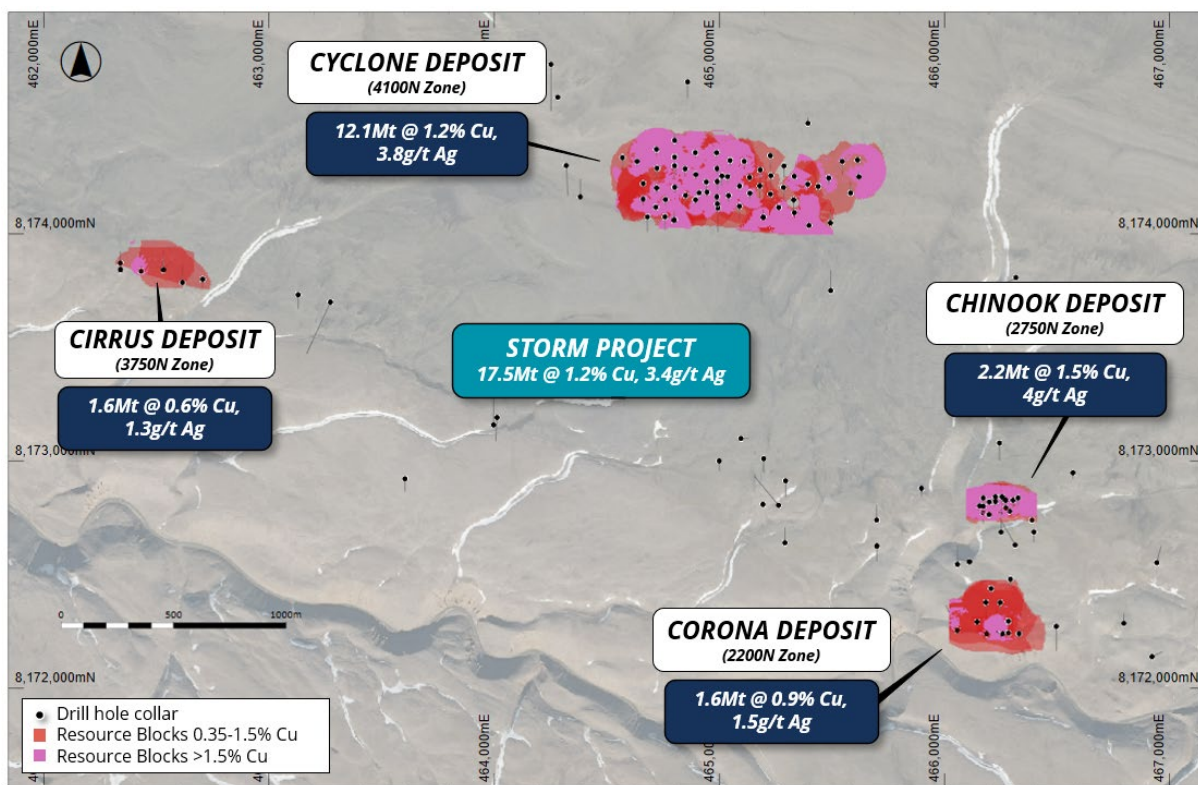 462,000mE
463,000mE
465,000mE
466,000mE
467,000mE
CYCLONE DEPOSIT
(4100N Zone)
12.1Mt @ 1.2% Cu,
3.8g/t Ag
8,174,000mN
8,174,000mN
CIRRUS DEPOSIT
(3750N Zone)
1.6Mt @ 0.6% Cu,
1.3g/t Ag
STORM PROJECT
17.5Mt @ 1.2% Cu, 3.4g/t Ag
CHINOOK DEPOSIT
(2750N Zone)
2.2Mt @ 1.5% Cu,
4g/t Ag
8,173,000mN
8,173,000mN
0
500
1000m
CORONA DEPOSIT
(2200N Zone)
1.6Mt @ 0.9% Cu,
1.5g/t Ag
8,172,000mN
8,172,000mN
Drill hole collar
Resource Blocks 0.35-1.5% Cu
Resource Blocks >1.5% Cu
464,000mE
466,000mE
467,000mE